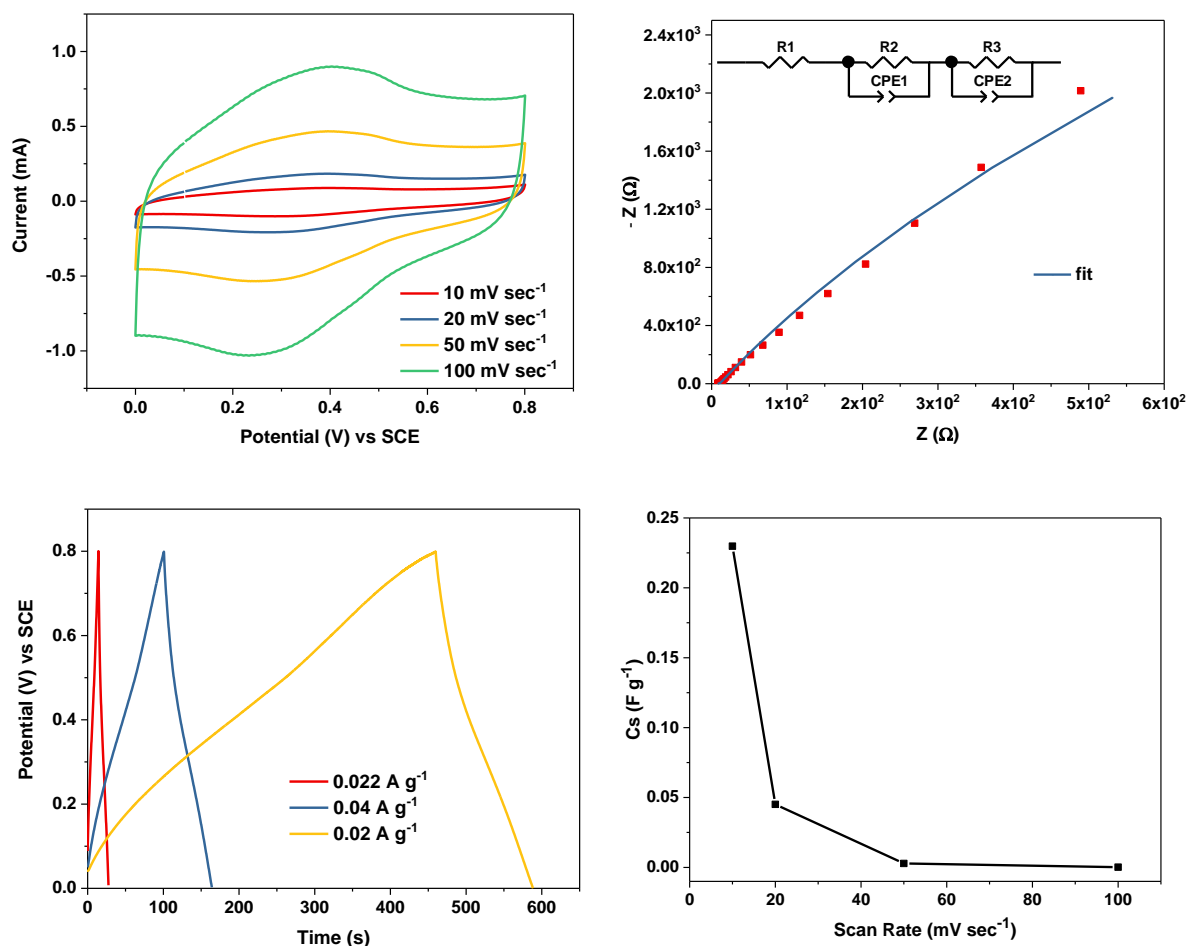 1.0
0.5
0.0
-0.5
-1.0
Current (mA)
10 mV sec⁻¹
20 mV sec⁻¹
50 mV sec⁻¹
100 mV sec⁻¹
0.0 0.2 0.4 0.6 0.8
Potential (V) vs SCE
2.4x10³
2.0x10³
1.6x10³
1.2x10³
8.0x10²
4.0x10²
0.0
- Z (Ω)
R1 R2 R3
CPE1 CPE2
fit
0 1x10² 2x10² 3x10² 4x10² 5x10² 6x10²
Z (Ω)
0.8
0.6
0.4
0.2
0.0
Potential (V) vs SCE
0.022 A g⁻¹
0.04 A g⁻¹
0.02 A g⁻¹
0 100 200 300 400 500 600
Time (s)
0.25
0.20
0.15
0.10
0.05
0.00
Cs (F g⁻¹)
20 40 60 80 100
Scan Rate (mV sec⁻¹)